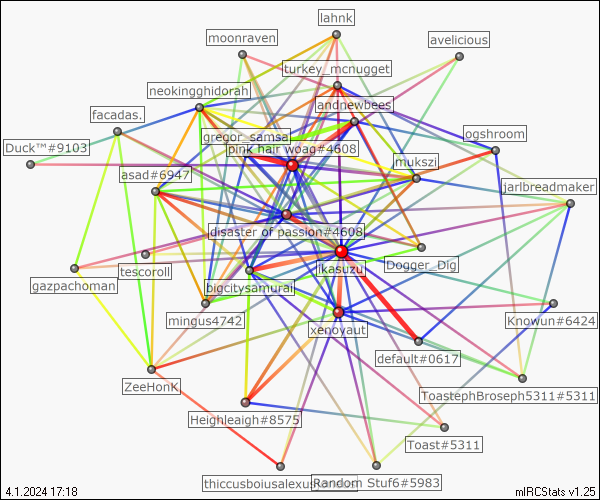 lahnk
moonraven
avelicious
turkey_mcnugget
neokingghidorah
andnewbees
facadas.
ogshroom
gregor_samsa
Duck™#9103
pink hair woag#4608
mukszi
asad#6947
jarlbreadmaker
disaster of passion#4608
Dogger_Dig
tescoroll
ikasuzu
gazpachoman
bigcitysamurai
mingus4742
Knowun#6424
xenoyaut
default#0617
ZeeHonK
ToastephBroseph5311#5311
Heighleaigh#8575
Toast#5311
Random Stuf6#5983
4.1.2024 17:18
mIRCStats v1.25